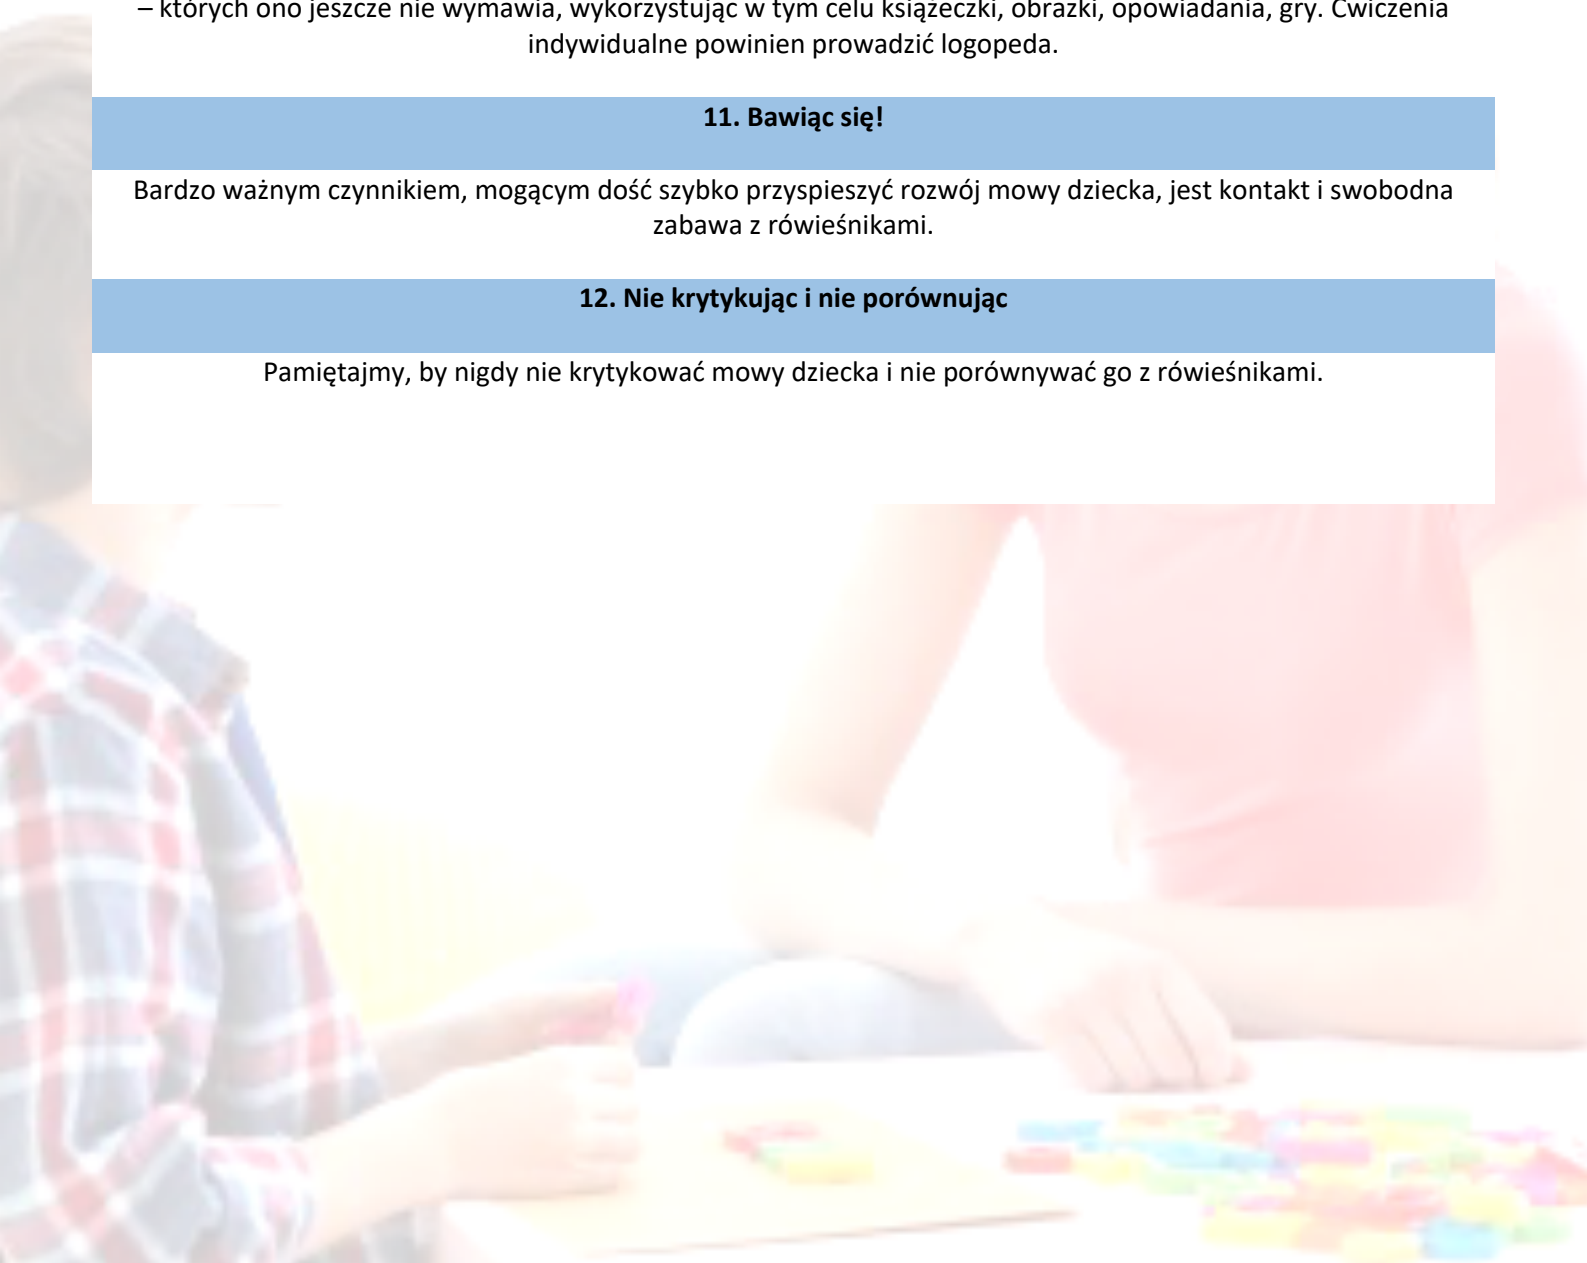 – których ono jeszcze nie wymawia, wykorzystując w tym celu książeczki, obrazki, opowiadania, gry. Ćwiczenia
indywidualne powinien prowadzić logopeda.
11. Bawiąc się!
Bardzo ważnym czynnikiem, mogącym dość szybko przyspieszyć rozwój mowy dziecka, jest kontakt i swobodna
zabawa z rówieśnikami.
12. Nie krytykując i nie porównując
Pamiętajmy, by nigdy nie krytykować mowy dziecka i nie porównywać go z rówieśnikami.